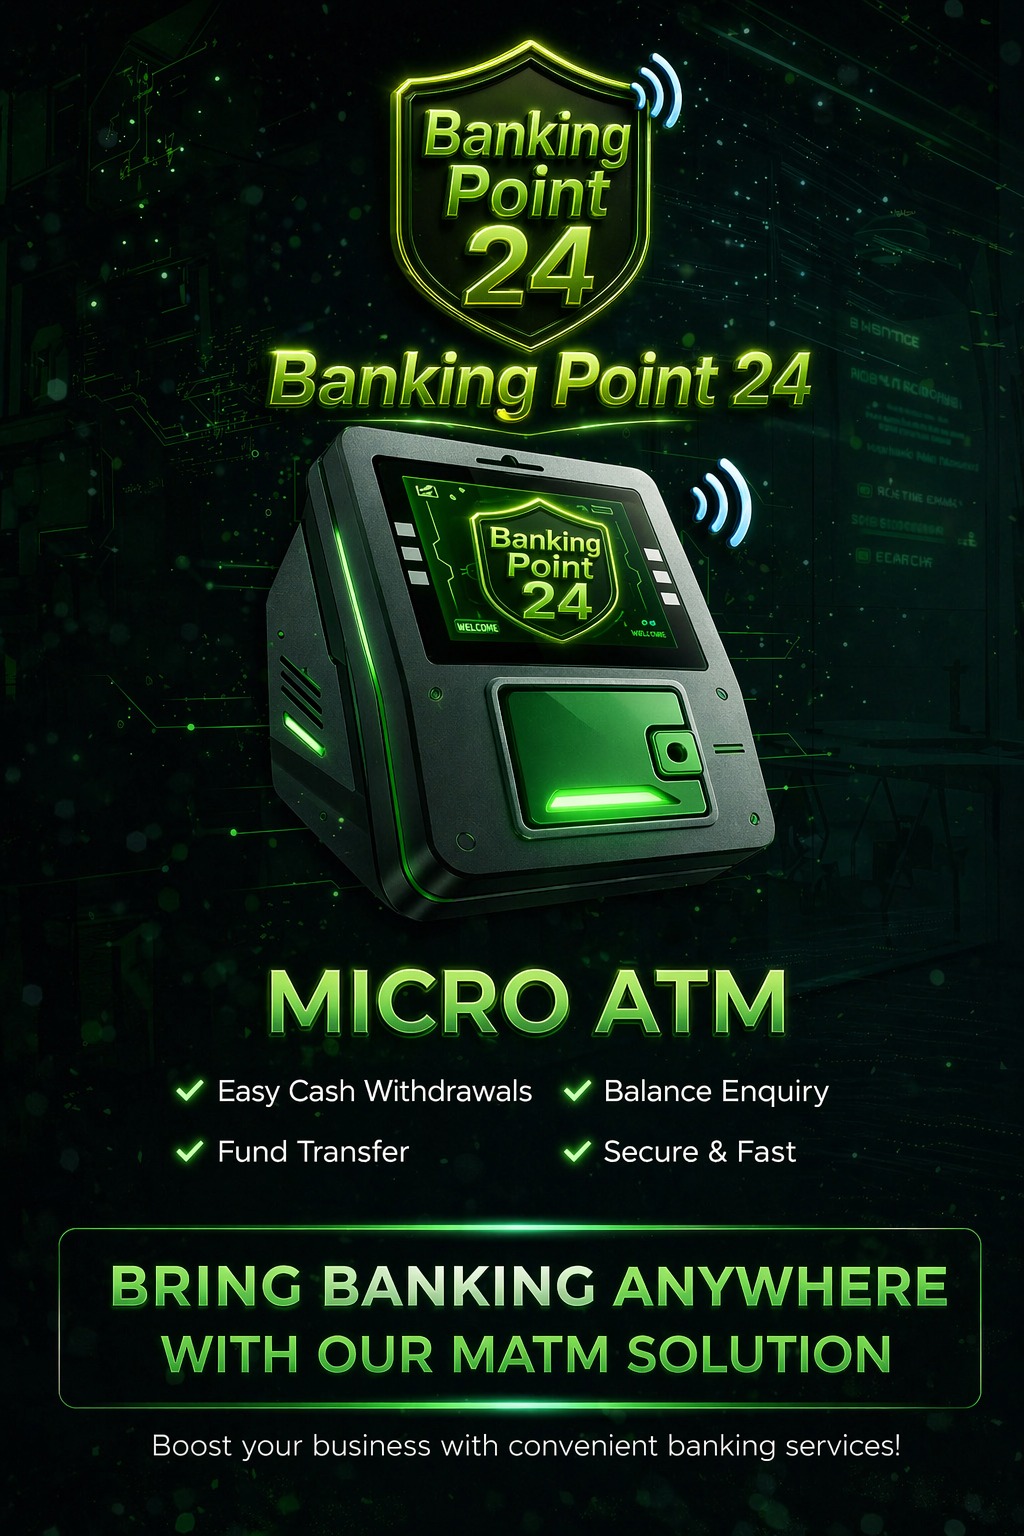 Banking
Point
24
Banking Point 24
Banking
Point
24
WELCOME
WELCOME
MICRO ATM
Easy Cash Withdrawals
Balance Enquiry
Fund Transfer
Secure & Fast
BRING BANKING ANYWHERE
WITH OUR MATM SOLUTION
Boost your business with convenient banking services!